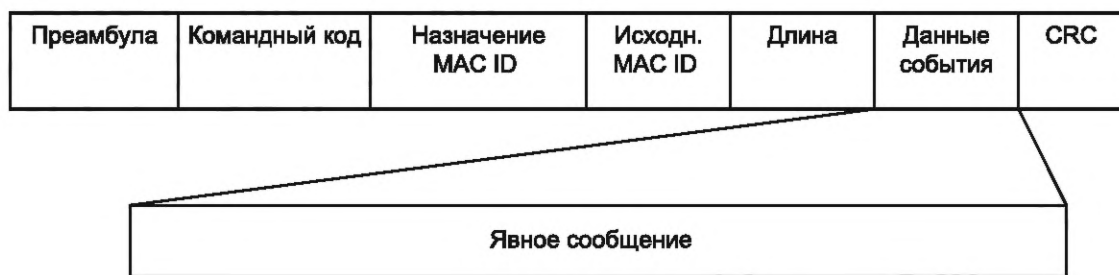 Преамбула
Командный код
Назначение
MAC ID
Исходн.
MAC ID
Длина
Данные
события
CRC
Явное сообщение